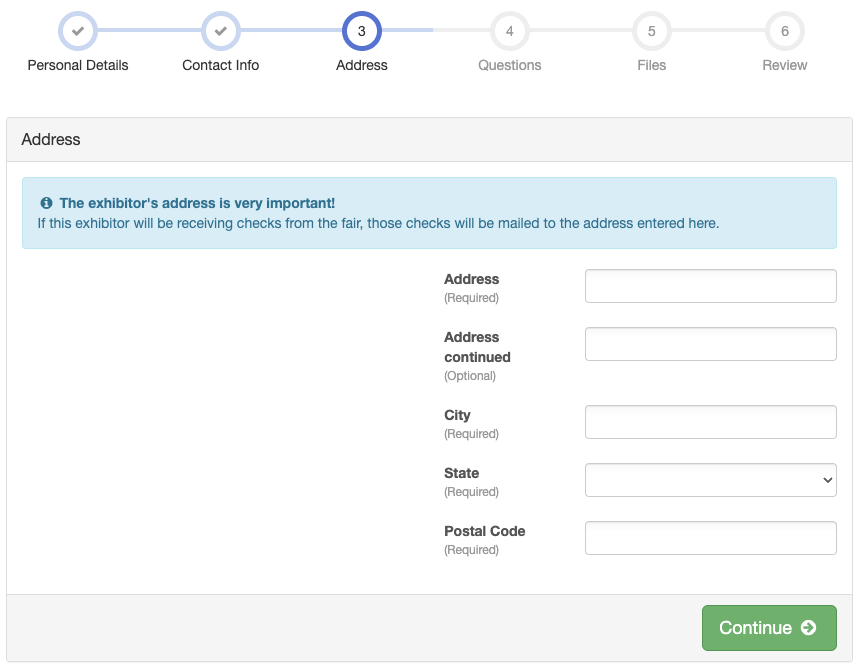 3
4
5
6
Personal Details
Contact Info
Address
Questions
Files
Review
Address
The exhibitor's address is very important!
If this exhibitor will be receiving checks from the fair, those checks will be mailed to the address entered here.
Address
(Required)
Address
continued
(Optional)
City
(Required)
State
(Required)
Postal Code
(Required)
Continue